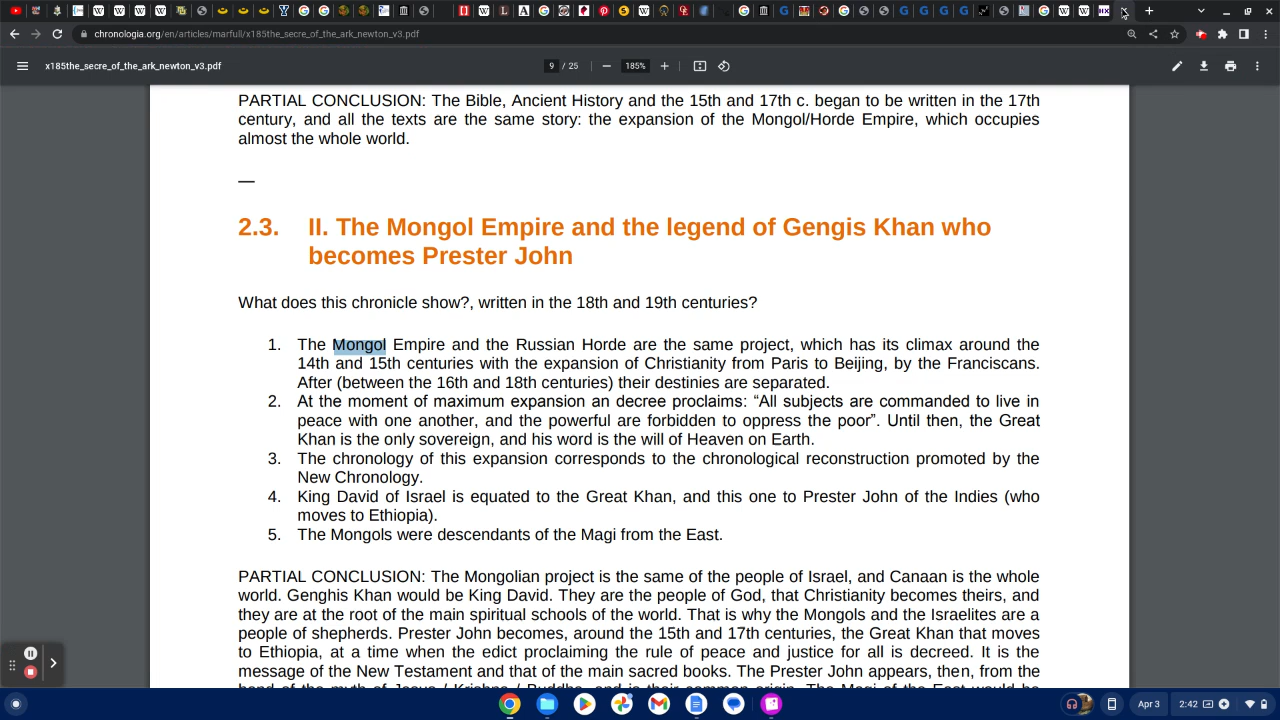 chronologia.org/en/articles/marfull/x185the_secre_of_the_ark_newton_v3.pdf
x185the_secre_of_the_ark_newton_v3.pdf
9 / 25
185%
PARTIAL CONCLUSION: The Bible, Ancient History and the 15th and 17th c. began to be written in the 17th
century, and all the texts are the same story: the expansion of the Mongol/Horde Empire, which occupies
almost the whole world.
—
2.3. II. The Mongol Empire and the legend of Gengis Khan who
becomes Prester John
What does this chronicle show?, written in the 18th and 19th centuries?
1. The Mongol Empire and the Russian Horde are the same project, which has its climax around the
14th and 15th centuries with the expansion of Christianity from Paris to Beijing, by the Franciscans.
After (between the 16th and 18th centuries) their destinies are separated.
2. At the moment of maximum expansion an decree proclaims: “All subjects are commanded to live in
peace with one another, and the powerful are forbidden to oppress the poor”. Until then, the Great
Khan is the only sovereign, and his word is the will of Heaven on Earth.
3. The chronology of this expansion corresponds to the chronological reconstruction promoted by the
New Chronology.
4. King David of Israel is equated to the Great Khan, and this one to Prester John of the Indies (who
moves to Ethiopia).
5. The Mongols were descendants of the Magi from the East.
PARTIAL CONCLUSION: The Mongolian project is the same of the people of Israel, and Canaan is the whole
world. Genghis Khan would be King David. They are the people of God, that Christianity becomes theirs, and
they are at the root of the main spiritual schools of the world. That is why the Mongols and the Israelites are a
people of shepherds. Prester John becomes, around the 15th and 17th centuries, the Great Khan that moves
to Ethiopia, at a time when the edict proclaiming the rule of peace and justice for all is decreed. It is the
message of the New Testament and that of the main sacred books. The Prester John appears, then, from the
Apr 3
2:42